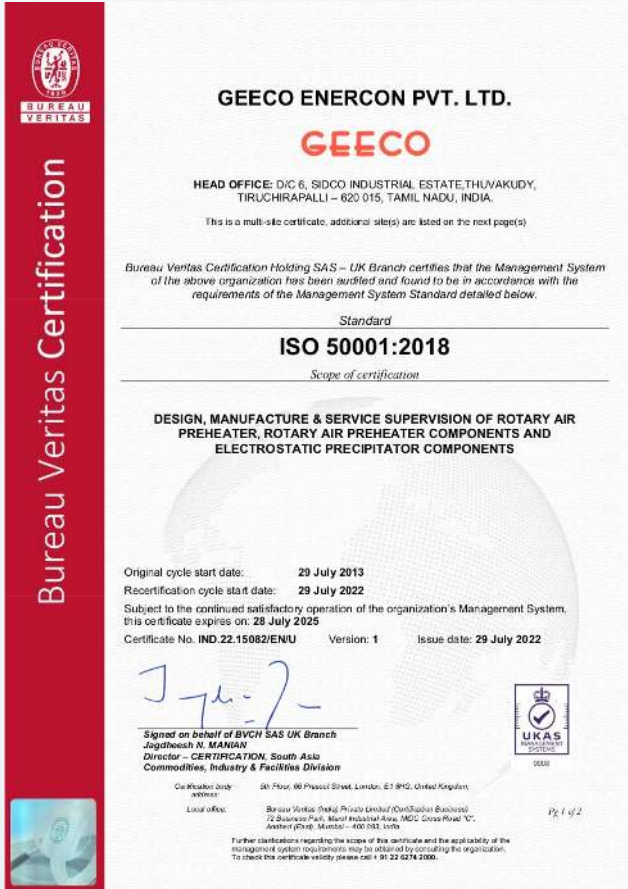 BUREAU VERITAS
1828
BUREAU
VERITAS
Bureau Veritas Certification
GEECO ENERCON PVT. LTD.
GEECO
HEAD OFFICE: D/C 6, SIDCO INDUSTRIAL ESTATE,THUVAKUDY,
TIRUCHIRAPALLI – 620 015, TAMIL NADU, INDIA.
This is a multi-site certificate, additional site(s) are listed on the next page(s)
Bureau Veritas Certification Holding SAS – UK Branch certifies that the Management System
of the above organization has been audited and found to be in accordance with the
requirements of the Management System Standard detailed below.
Standard
ISO 50001:2018
Scope of certification
DESIGN, MANUFACTURE & SERVICE SUPERVISION OF ROTARY AIR
PREHEATER, ROTARY AIR PREHEATER COMPONENTS AND
ELECTROSTATIC PRECIPITATOR COMPONENTS
Original cycle start date: 29 July 2013
Recertification cycle start date: 29 July 2022
Subject to the continued satisfactory operation of the organization's Management System,
this certificate expires on: 28 July 2025
Certificate No. IND.22.15082/EN/U Version: 1 Issue date: 29 July 2022
Signed on behalf of BVCH SAS UK Branch
Jagdheesh N. MANIAN
Director – CERTIFICATION, South Asia
Commodities, Industry & Facilities Division
UKAS
MANAGEMENT
SYSTEMS
0008
Certification body
address:
5th Floor, 66 Prescot Street, London, E1 8HG, United Kingdom.
Local office:
Bureau Veritas (India) Private Limited (Certification Business)
72 Business Park, Marol Industrial Area, MIDC Cross Road "C",
Andheri (East), Mumbai – 400 093, India.
Pg 1 of 2
Further clarifications regarding the scope of this certificate and the applicability of the
management system requirements may be obtained by consulting the organization.
To check this certificate validity please call + 91 22 6274 2000.